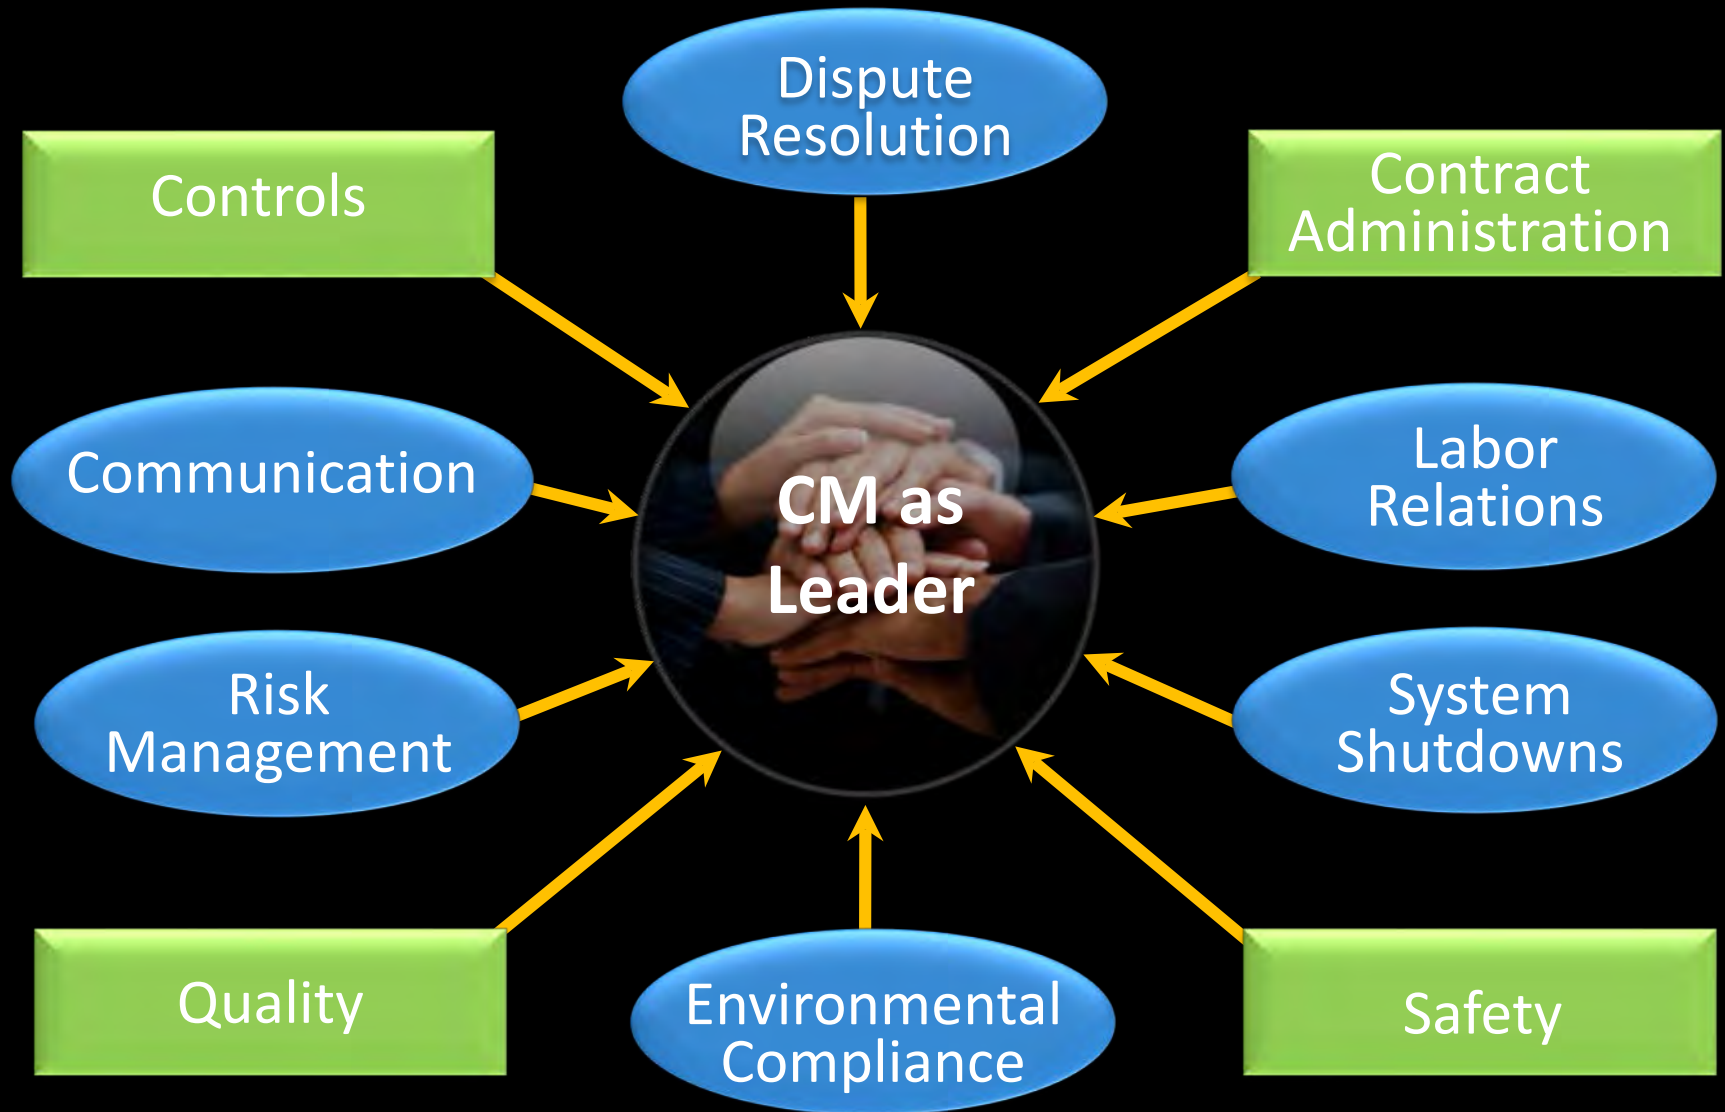 Dispute
Resolution
Controls
Contract
Administration
Communication
CM as
Leader
Labor
Relations
Risk
Management
System
Shutdowns
Quality
Environmental
Compliance
Safety